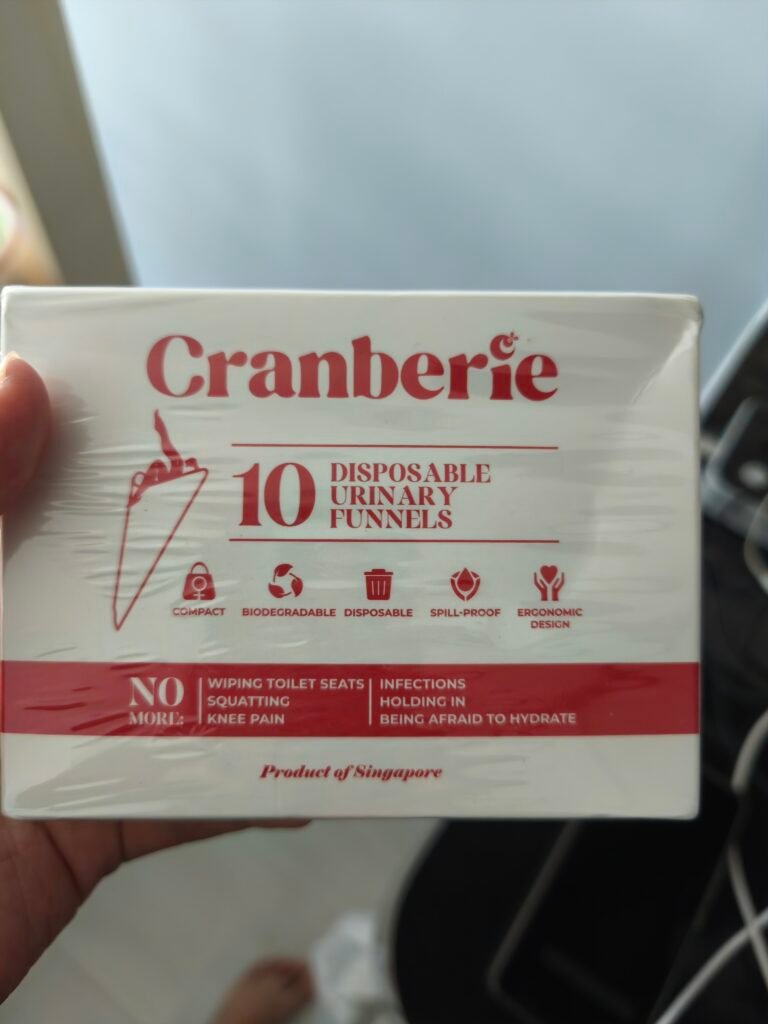 Cranberie
10 DISPOSABLE
URINARY
FUNNELS
COMPACT BIODEGRADABLE DISPOSABLE SPILL-PROOF ERGONOMIC
DESIGN
NO
MORE:
WIPING TOILET SEATS
SQUATTING
KNEE PAIN
INFECTIONS
HOLDING IN
BEING AFRAID TO HYDRATE
Product of Singapore